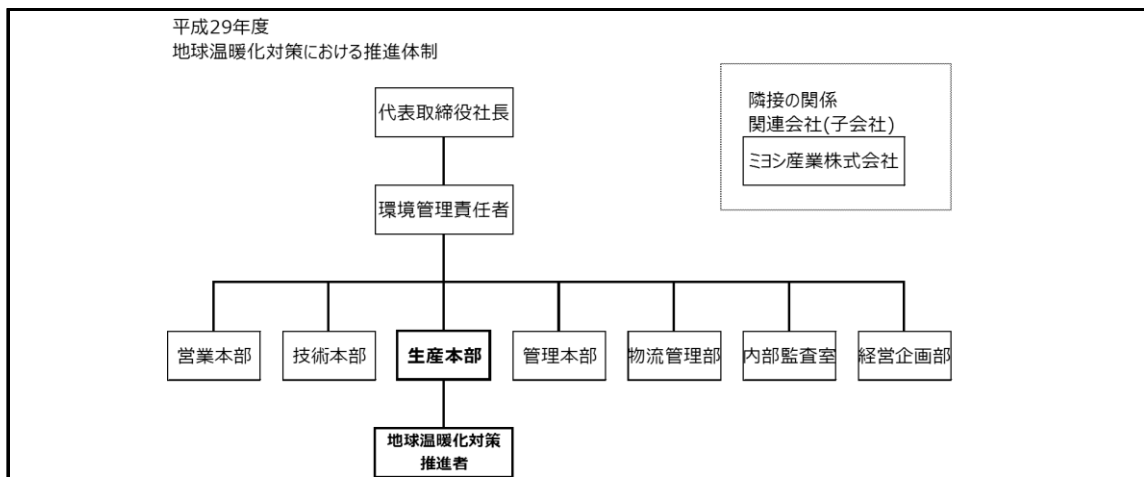 平成29年度
地球温暖化対策における推進体制
隣接の関係
関連会社(子会社)
ミヨシ産業株式会社
代表取締役社長
環境管理責任者
営業本部
技術本部
生産本部
管理本部
物流管理部
内部監査室
経営企画部
地球温暖化対策
推進者